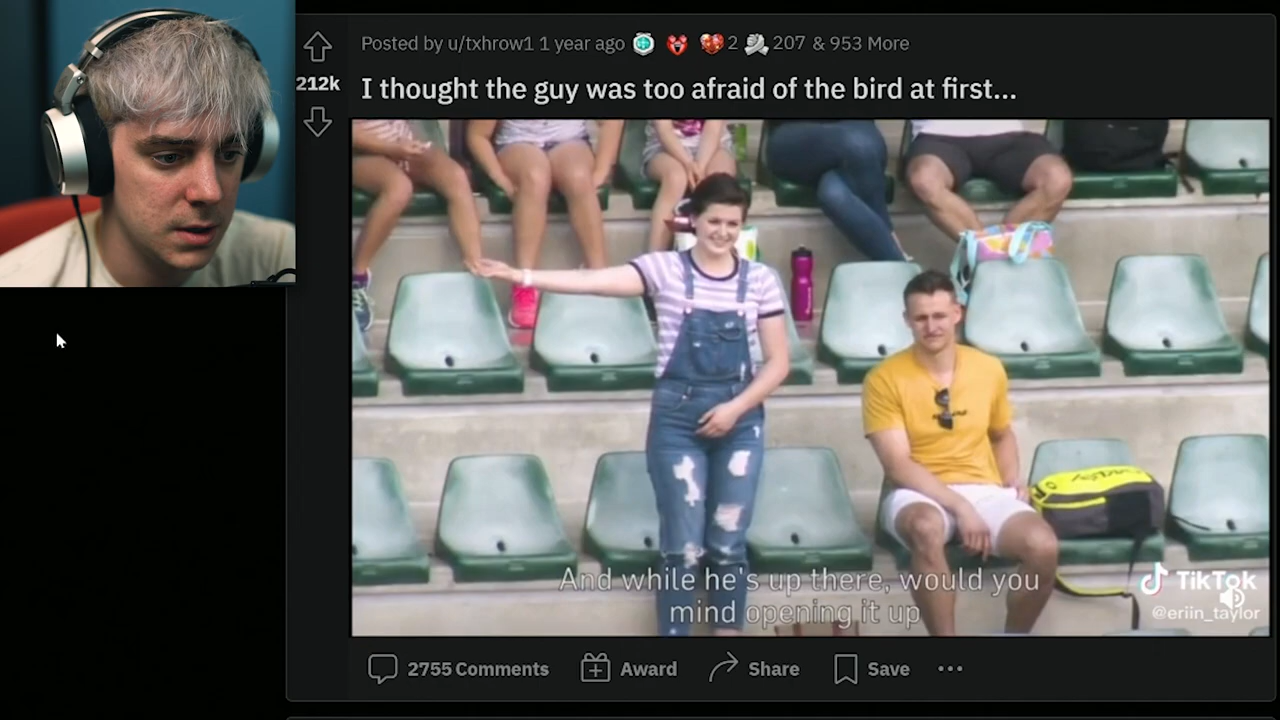 Posted by u/txhrow1 1 year ago 2 207 & 953 More
212k
I thought the guy was too afraid of the bird at first...
And while he's up there, would you
mind opening it up
TikTok
@eriin_taylor
2755 Comments Award Share Save